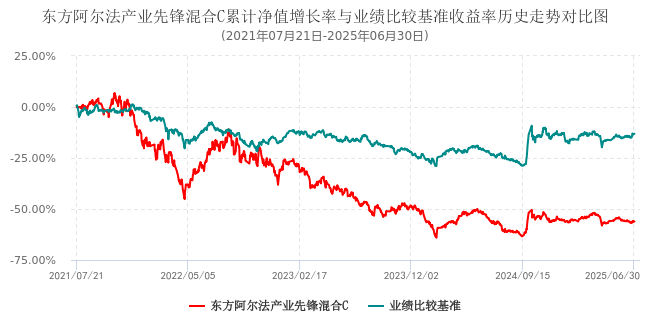 东方阿尔法产业先锋混合C累计净值增长率与业绩比较基准收益率历史走势对比图
(2021年07月21日-2025年06月30日)
25.00%
0.00%
-25.00%
-50.00%
-75.00%
2021/07/21 2022/05/05 2023/02/17 2023/12/02 2024/09/15 2025/06/30
东方阿尔法产业先锋混合C 业绩比较基准